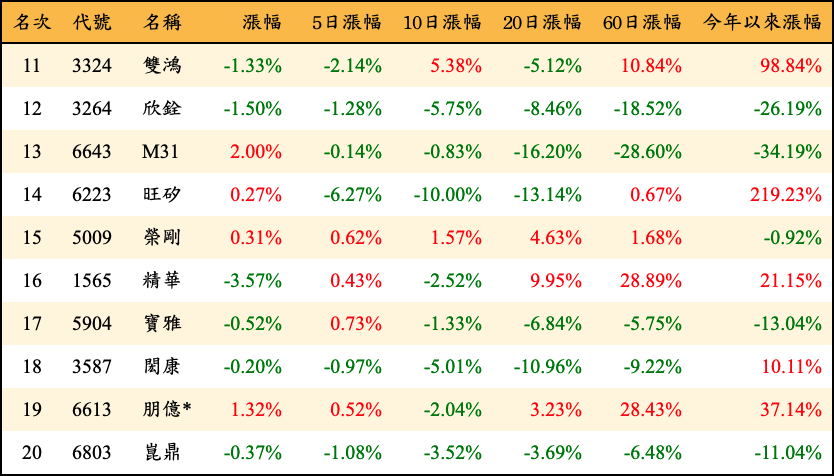 名次 代號 名稱 漲幅 5日漲幅 10日漲幅 20日漲幅 60日漲幅 今年以來漲幅
11 3324 雙鴻 -1.33% -2.14% 5.38% -5.12% 10.84% 98.84%
12 3264 欣銓 -1.50% -1.28% -5.75% -8.46% -18.52% -26.19%
13 6643 M31 2.00% -0.14% -0.83% -16.20% -28.60% -34.19%
14 6223 旺矽 0.27% -6.27% -10.00% -13.14% 0.67% 219.23%
15 5009 榮剛 0.31% 0.62% 1.57% 4.63% 1.68% -0.92%
16 1565 精華 -3.57% 0.43% -2.52% 9.95% 28.89% 21.15%
17 5904 寶雅 -0.52% 0.73% -1.33% -6.84% -5.75% -13.04%
18 3587 閎康 -0.20% -0.97% -5.01% -10.96% -9.22% 10.11%
19 6613 朋億* 1.32% 0.52% -2.04% 3.23% 28.43% 37.14%
20 6803 崑鼎 -0.37% -1.08% -3.52% -3.69% -6.48% -11.04%